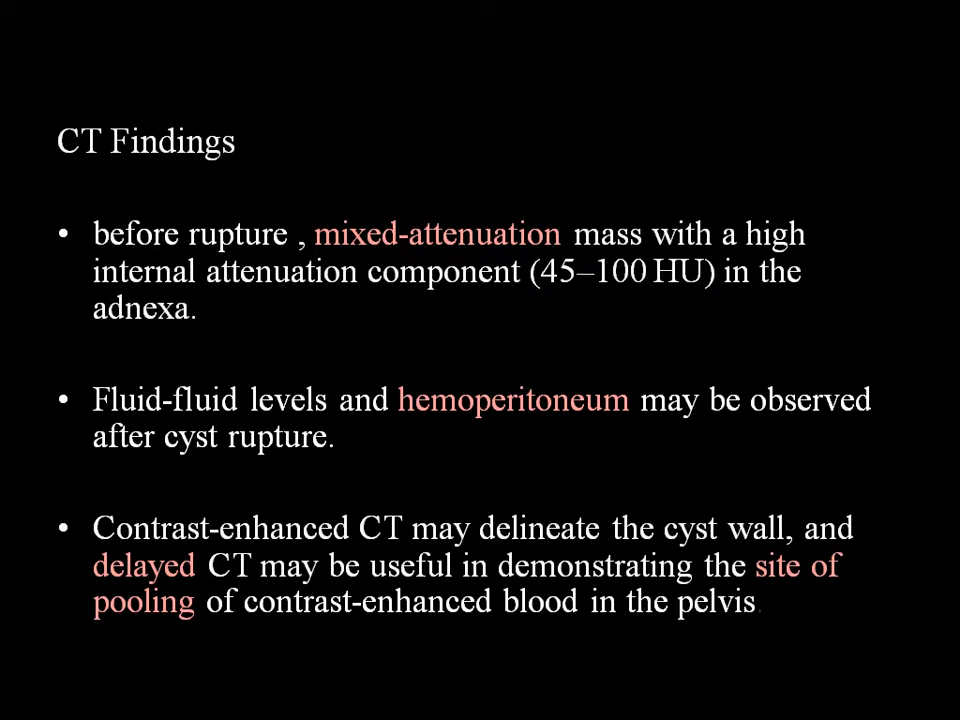 CT Findings
• before rupture , mixed-attenuation mass with a high
internal attenuation component (45–100 HU) in the
adnexa.
• Fluid-fluid levels and hemoperitoneum may be observed
after cyst rupture.
• Contrast-enhanced CT may delineate the cyst wall, and
delayed CT may be useful in demonstrating the site of
pooling of contrast-enhanced blood in the pelvis.